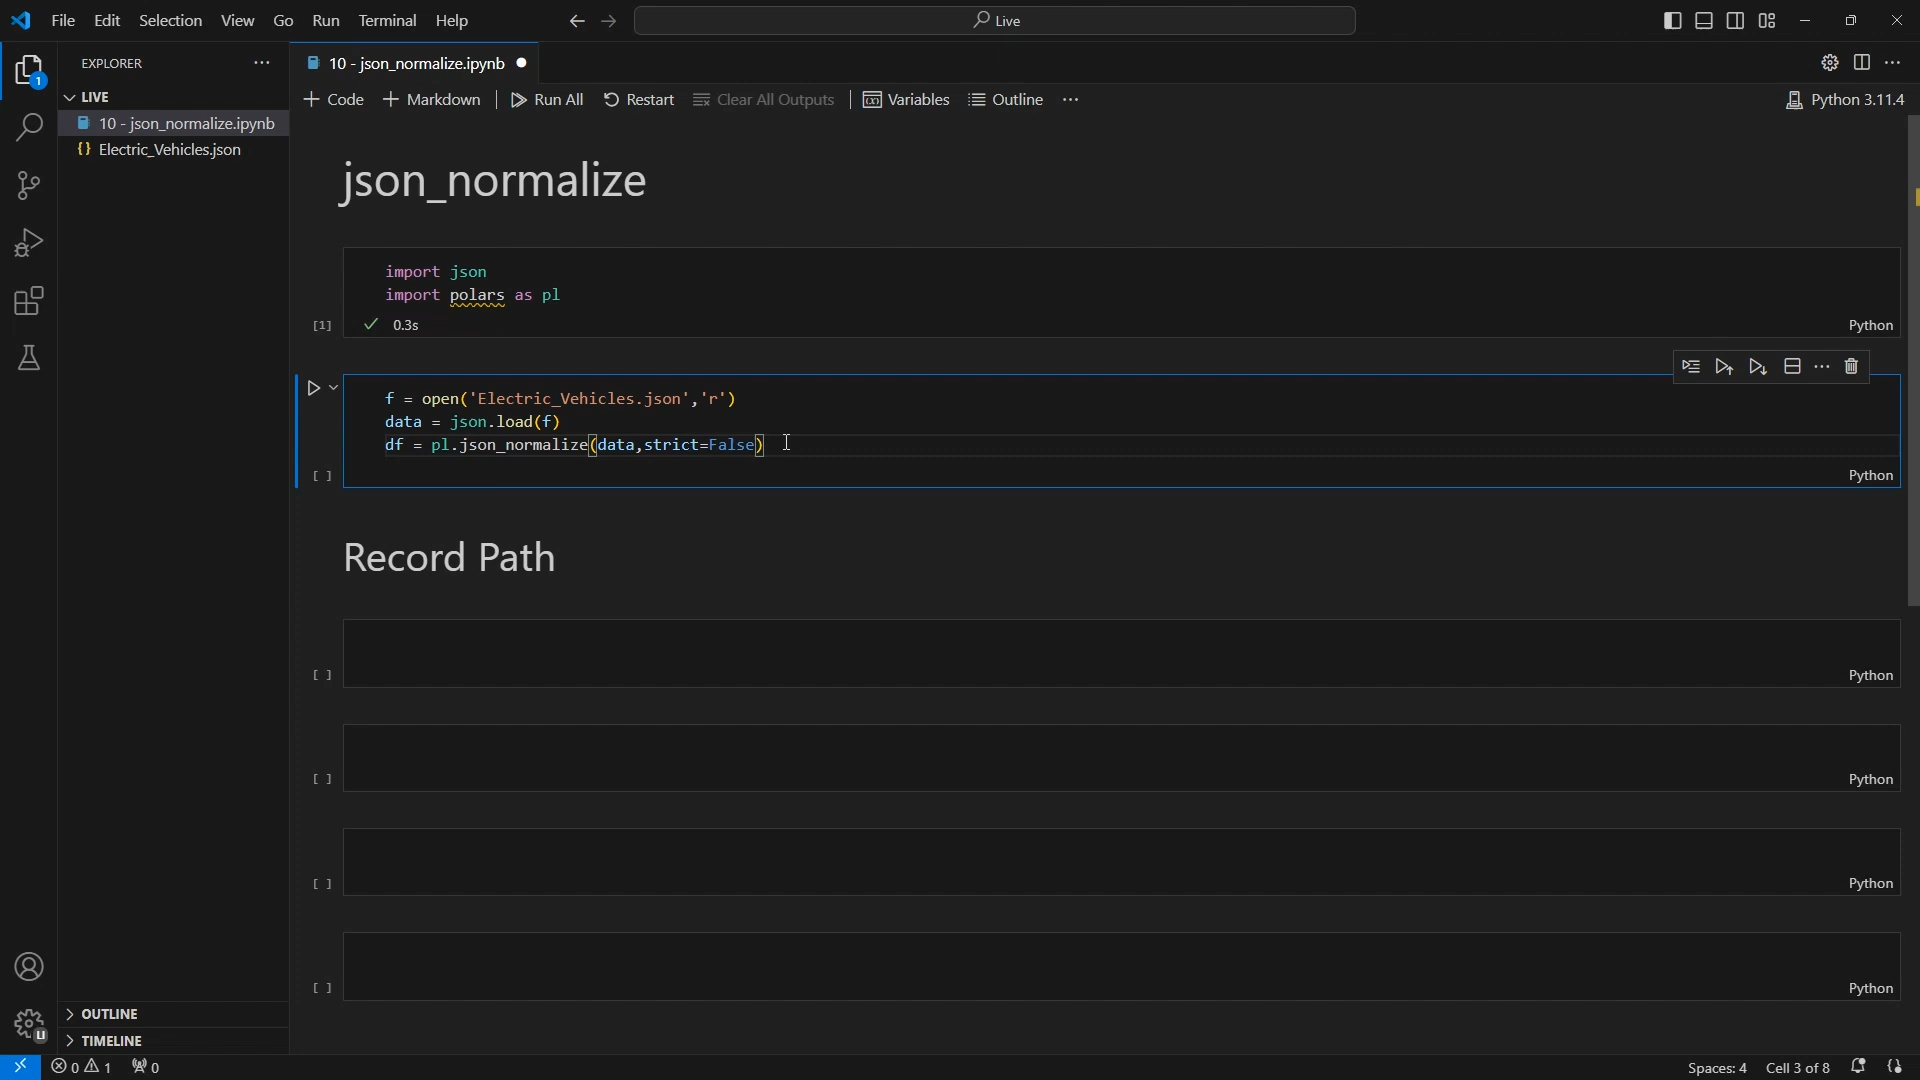 File Edit Selection View Go Run Terminal Help
Live
EXPLORER
1
LIVE
10 - json_normalize.ipynb
Electric_Vehicles.json
10 - json_normalize.ipynb
Code Markdown Run All Restart Clear All Outputs Variables Outline
Python 3.11.4
json_normalize
import json
import polars as pl
[1] 0.3s
Python
f = open('Electric_Vehicles.json','r')
data = json.load(f)
df = pl.json_normalize(data,strict=False)
[ ]
Python
Record Path
[ ]
Python
[ ]
Python
[ ]
Python
[ ]
Python
OUTLINE
TIMELINE
0 1 0
Spaces: 4 Cell 3 of 8